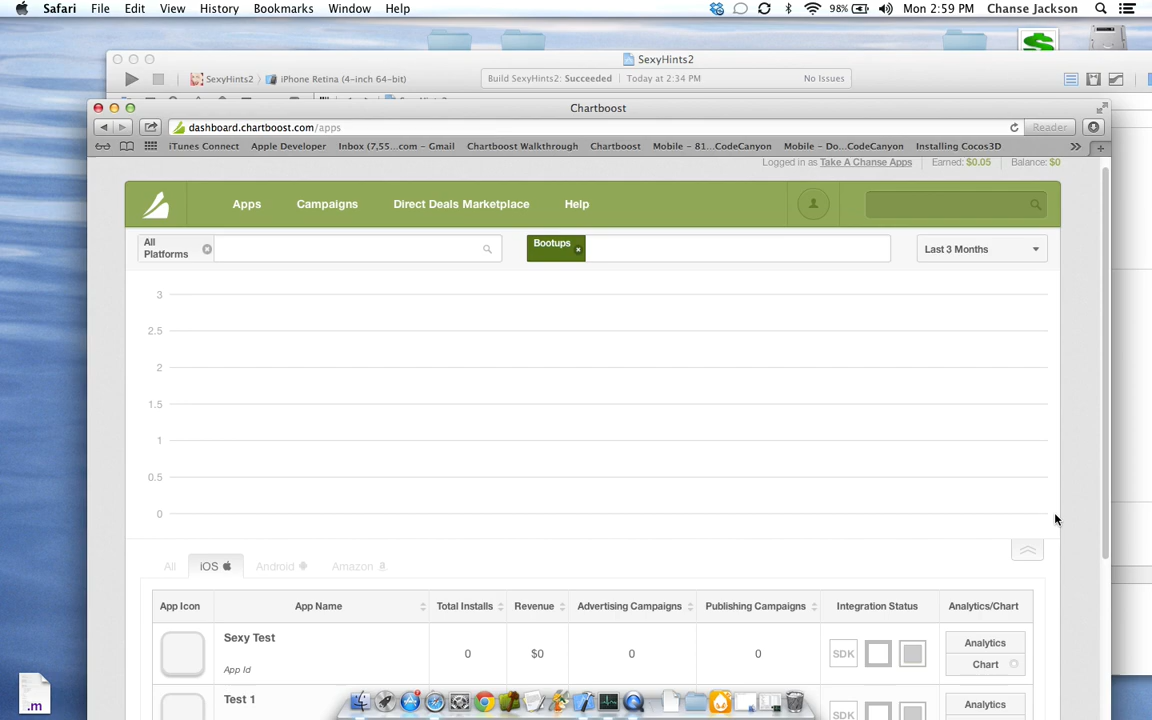 Safari File Edit View History Bookmarks Window Help 98% Mon 2:59 PM Chanse Jackson
SexyHints2
SexyHints2 iPhone Retina (4-inch 64-bit) Build SexyHints2: Succeeded Today at 2:34 PM No Issues
Chartboost
dashboard.chartboost.com/apps Reader
iTunes Connect Apple Developer Inbox (7,55...com – Gmail Chartboost Walkthrough Chartboost Mobile – 81...CodeCanyon Mobile – Do...CodeCanyon Installing Cocos3D
Logged in as Take A Chanse Apps Earned: $0.05 Balance: $0
Apps Campaigns Direct Deals Marketplace Help
All Platforms Bootups Last 3 Months
3
2.5
2
1.5
1
0.5
0
All iOS Android Amazon
App Icon App Name Total Installs Revenue Advertising Campaigns Publishing Campaigns Integration Status Analytics/Chart
Sexy Test 0 $0 0 0 SDK Analytics
App Id Chart
Test 1 SDK Analytics
.m